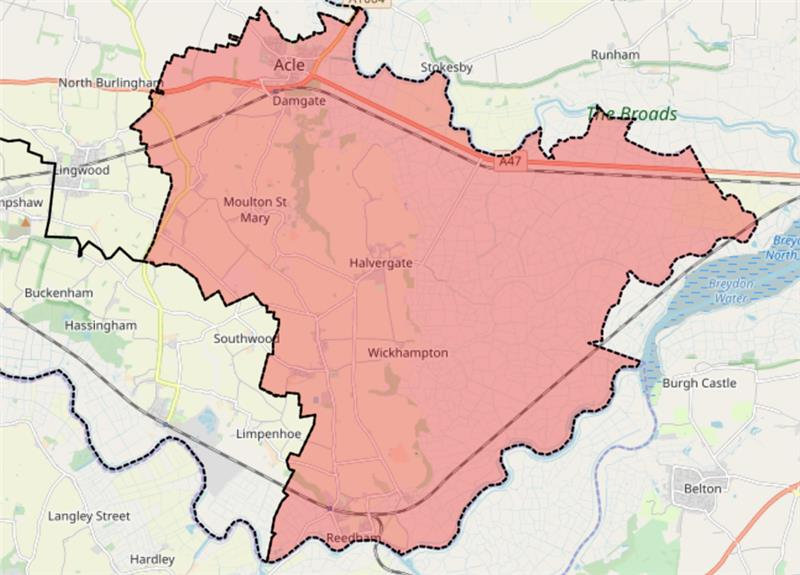 A1064
Acle
Stokesby
Runham
North Burlingham
Damgate
The Broads
A47
Lingwood
mpshaw
Moulton St
Mary
Halvergate
Breydon
Water
Buckenham
Hassingham
Southwood
Wickhampton
Burgh Castle
Limpenhoe
Belton
Langley Street
Reedham
Hardley